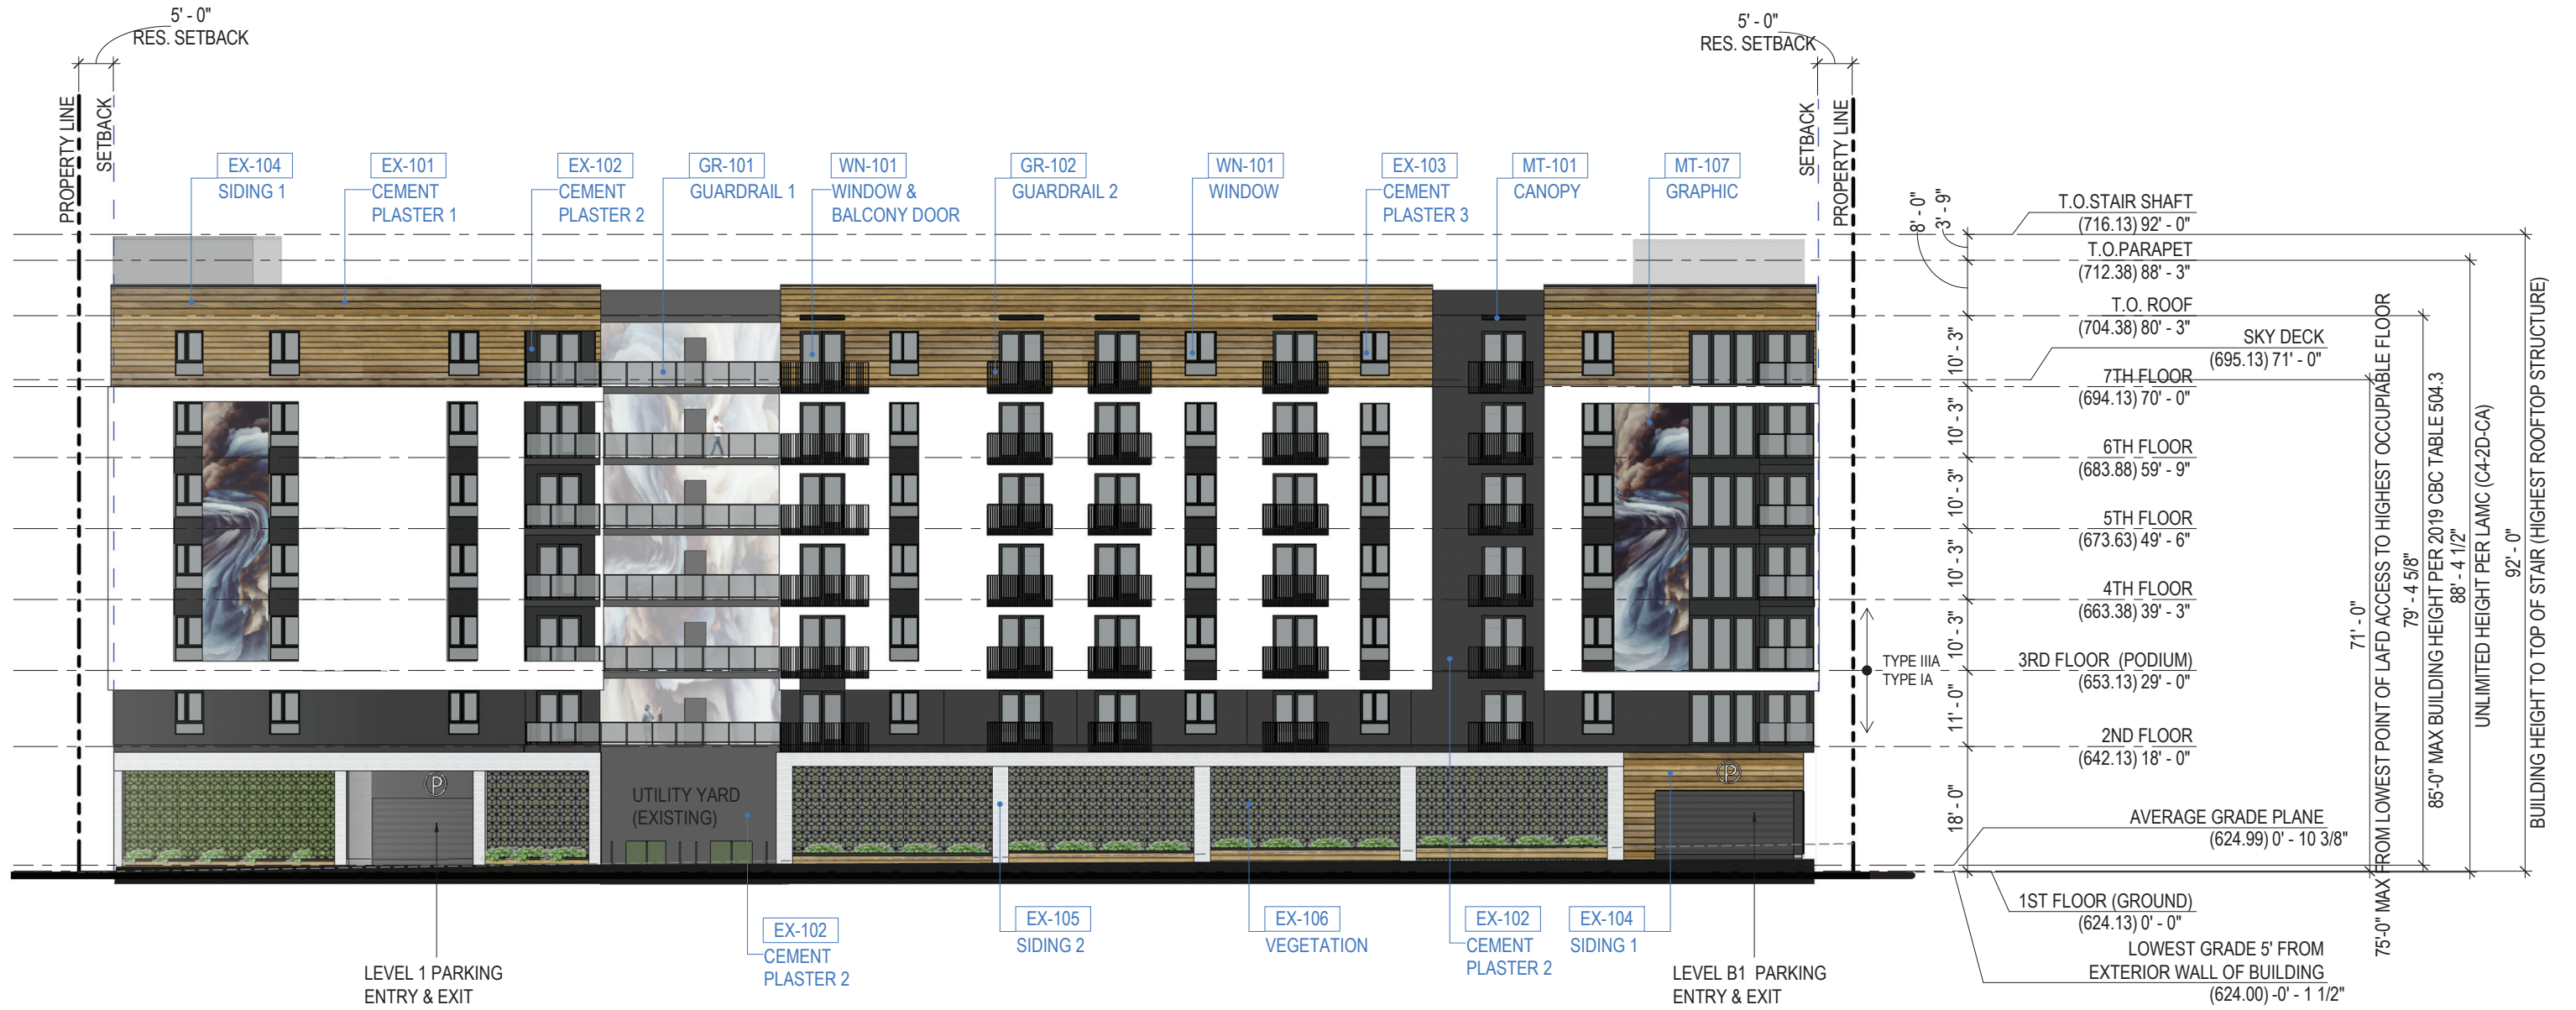 5' - 0"
RES. SETBACK
5' - 0"
RES. SETBACK
PROPERTY LINE
SETBACK
SETBACK
PROPERTY LINE
EX-104
SIDING 1
EX-101
CEMENT
PLASTER 1
EX-102
CEMENT
PLASTER 2
GR-101
GUARDRAIL 1
WN-101
WINDOW &
BALCONY DOOR
GR-102
GUARDRAIL 2
WN-101
WINDOW
EX-103
CEMENT
PLASTER 3
MT-101
CANOPY
MT-107
GRAPHIC
8' - 0"
3' - 9"
T.O.STAIR SHAFT
(716.13) 92' - 0"
T.O.PARAPET
(712.38) 88' - 3"
T.O. ROOF
(704.38) 80' - 3"
SKY DECK
(695.13) 71' - 0"
7TH FLOOR
(694.13) 70' - 0"
6TH FLOOR
(683.88) 59' - 9"
5TH FLOOR
(673.63) 49' - 6"
4TH FLOOR
(663.38) 39' - 3"
3RD FLOOR (PODIUM)
(653.13) 29' - 0"
2ND FLOOR
(642.13) 18' - 0"
AVERAGE GRADE PLANE
(624.99) 0' - 10 3/8"
1ST FLOOR (GROUND)
(624.13) 0' - 0"
LOWEST GRADE 5' FROM
EXTERIOR WALL OF BUILDING
(624.00) -0' - 1 1/2"
10' - 3"
10' - 3"
10' - 3"
10' - 3"
10' - 3"
11' - 0"
18' - 0"
TYPE IIIA
TYPE IA
71' - 0"
75'-0" MAX FROM LOWEST POINT OF LAFD ACCESS TO HIGHEST OCCUPIABLE FLOOR
79' - 4 5/8"
85'-0" MAX BUILDING HEIGHT PER 2019 CBC TABLE 504.3
88' - 4 1/2"
UNLIMITED HEIGHT PER LAMC (C4-2D-CA)
92' - 0"
BUILDING HEIGHT TO TOP OF STAIR (HIGHEST ROOFTOP STRUCTURE)
P
UTILITY YARD
(EXISTING)
P
LEVEL 1 PARKING
ENTRY & EXIT
EX-102
CEMENT
PLASTER 2
EX-105
SIDING 2
EX-106
VEGETATION
EX-102
CEMENT
PLASTER 2
EX-104
SIDING 1
LEVEL B1 PARKING
ENTRY & EXIT